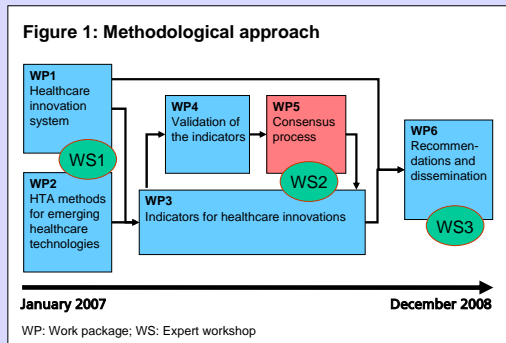 Figure 1: Methodological approach
WP1
Healthcare
innovation
system
WS1
WP2
HTA methods
for emerging
healthcare
technologies
WP4
Validation of
the indicators
WP5
Consensus
process
WS2
WP3
Indicators for healthcare innovations
WP6
Recommen-
dations and
dissemination
WS3
January 2007
December 2008
WP: Work package; WS: Expert workshop